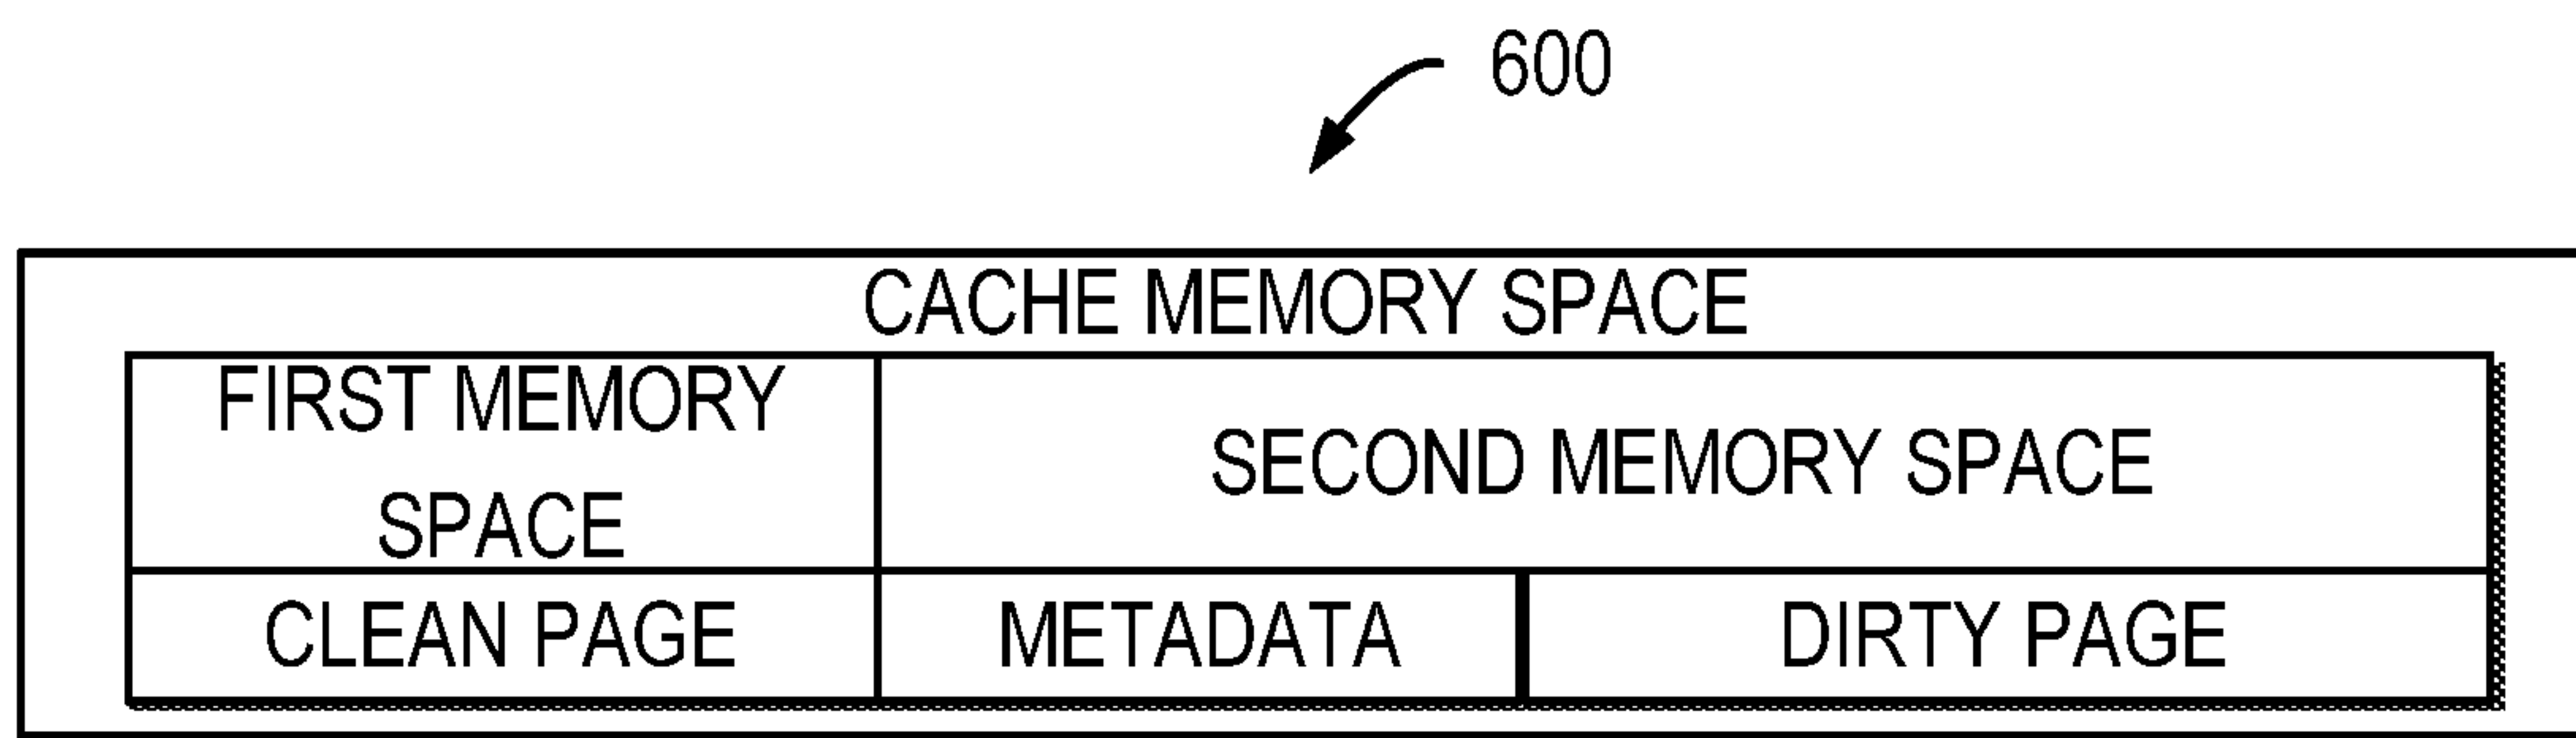 600
CACHE MEMORY SPACE
FIRST MEMORY
SPACE
SECOND MEMORY SPACE
CLEAN PAGE
METADATA
DIRTY PAGE